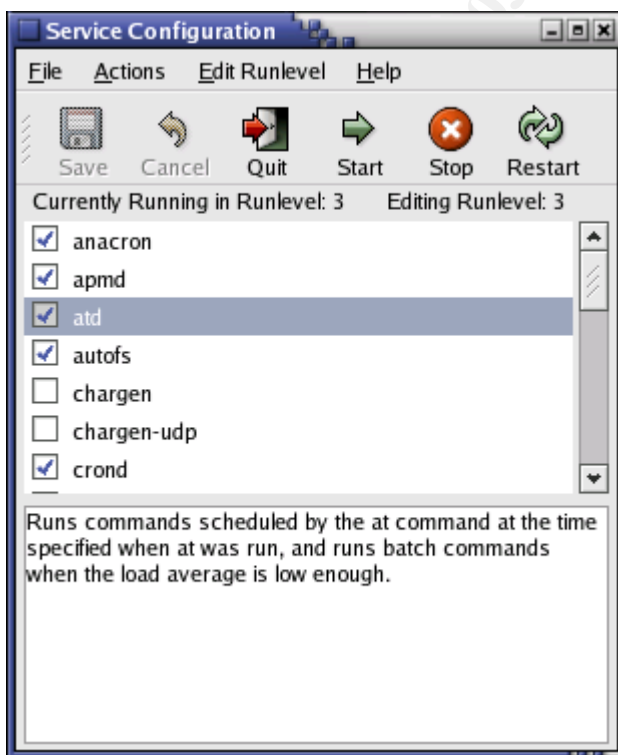 Service Configuration
File Actions Edit Runlevel Help
Save Cancel Quit Start Stop Restart
Currently Running in Runlevel: 3 Editing Runlevel: 3
anacron
apmd
atd
autofs
chargen
chargen-udp
crond
Runs commands scheduled by the at command at the time
specified when at was run, and runs batch commands
when the load average is low enough.